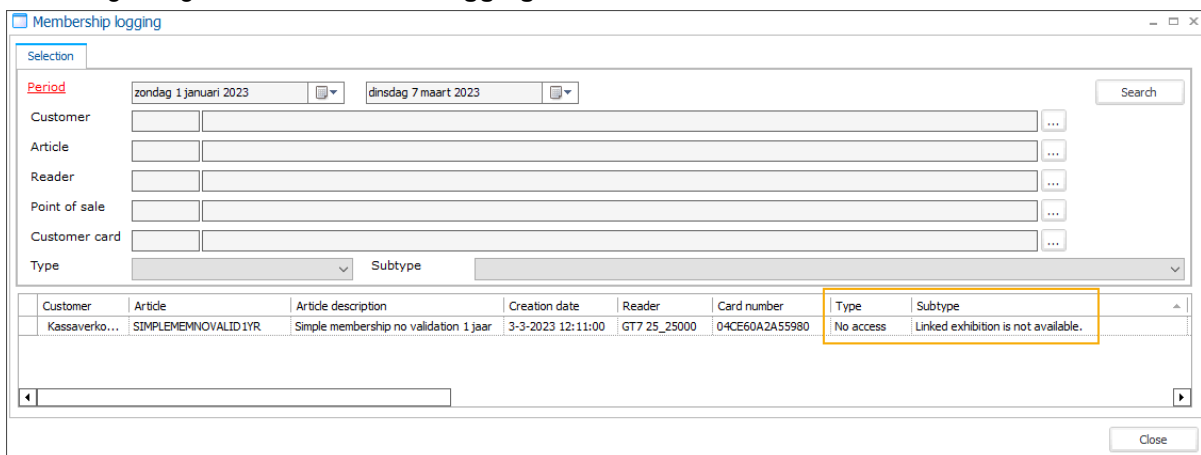 Membership logging
Selection
Period zondag 1 januari 2023 dinsdag 7 maart 2023 Search
Customer ...
Article ...
Reader ...
Point of sale ...
Customer card ...
Type Subtype
Customer Article Article description Creation date Reader Card number Type Subtype
Kassaverko... SIMPLEMEMNOVALID1YR Simple membership no validation 1 jaar 3-3-2023 12:11:00 GT7 25_25000 04CE60A2A55980 No access Linked exhibition is not available.
Close